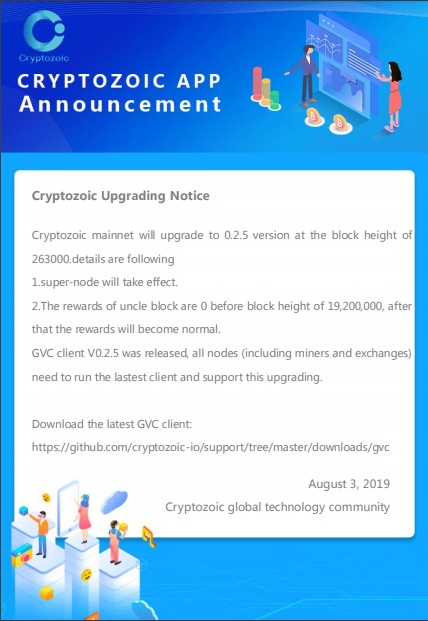 Cryptozoic
CRYPTOZOIC APP
Announcement
Cryptozoic Upgrading Notice
Cryptozoic mainnet will upgrade to 0.2.5 version at the block height of
263000.details are following
1.super-node will take effect.
2.The rewards of uncle block are 0 before block height of 19,200,000, after
that the rewards will become normal.
GVC client V0.2.5 was released, all nodes (including miners and exchanges)
need to run the lastest client and support this upgrading.
Download the latest GVC client:
https://github.com/cryptozoic-io/support/tree/master/downloads/gvc
August 3, 2019
Cryptozoic global technology community